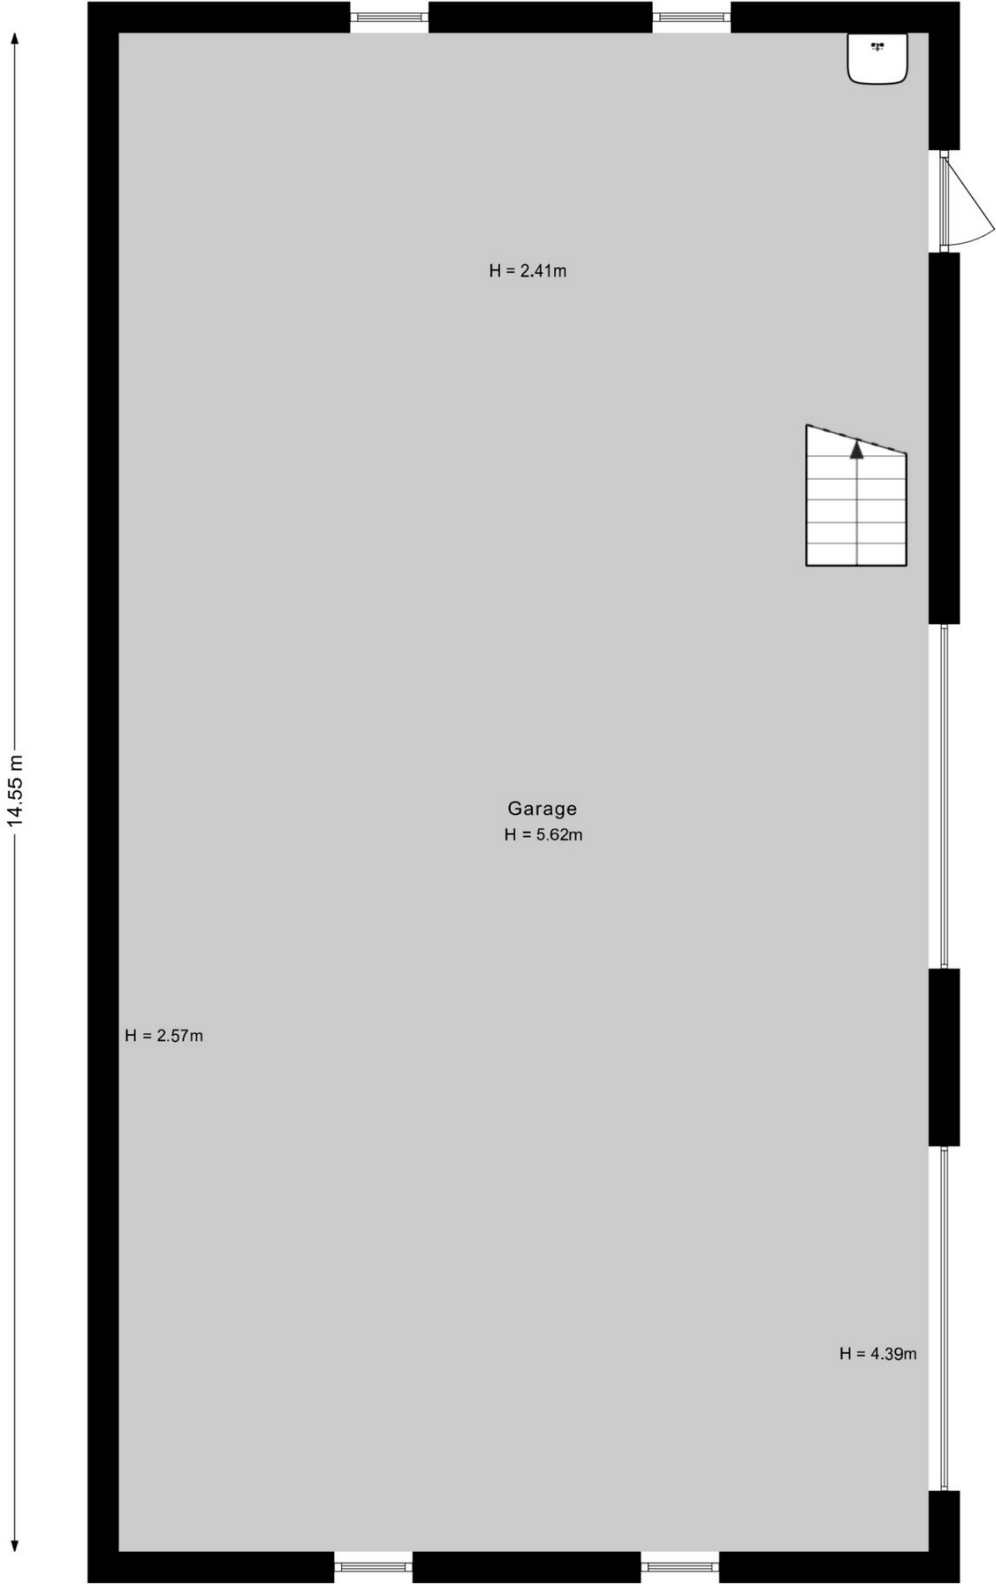 H = 2.41m
14.55 m
Garage
H = 5.62m
H = 2.57m
H = 4.39m